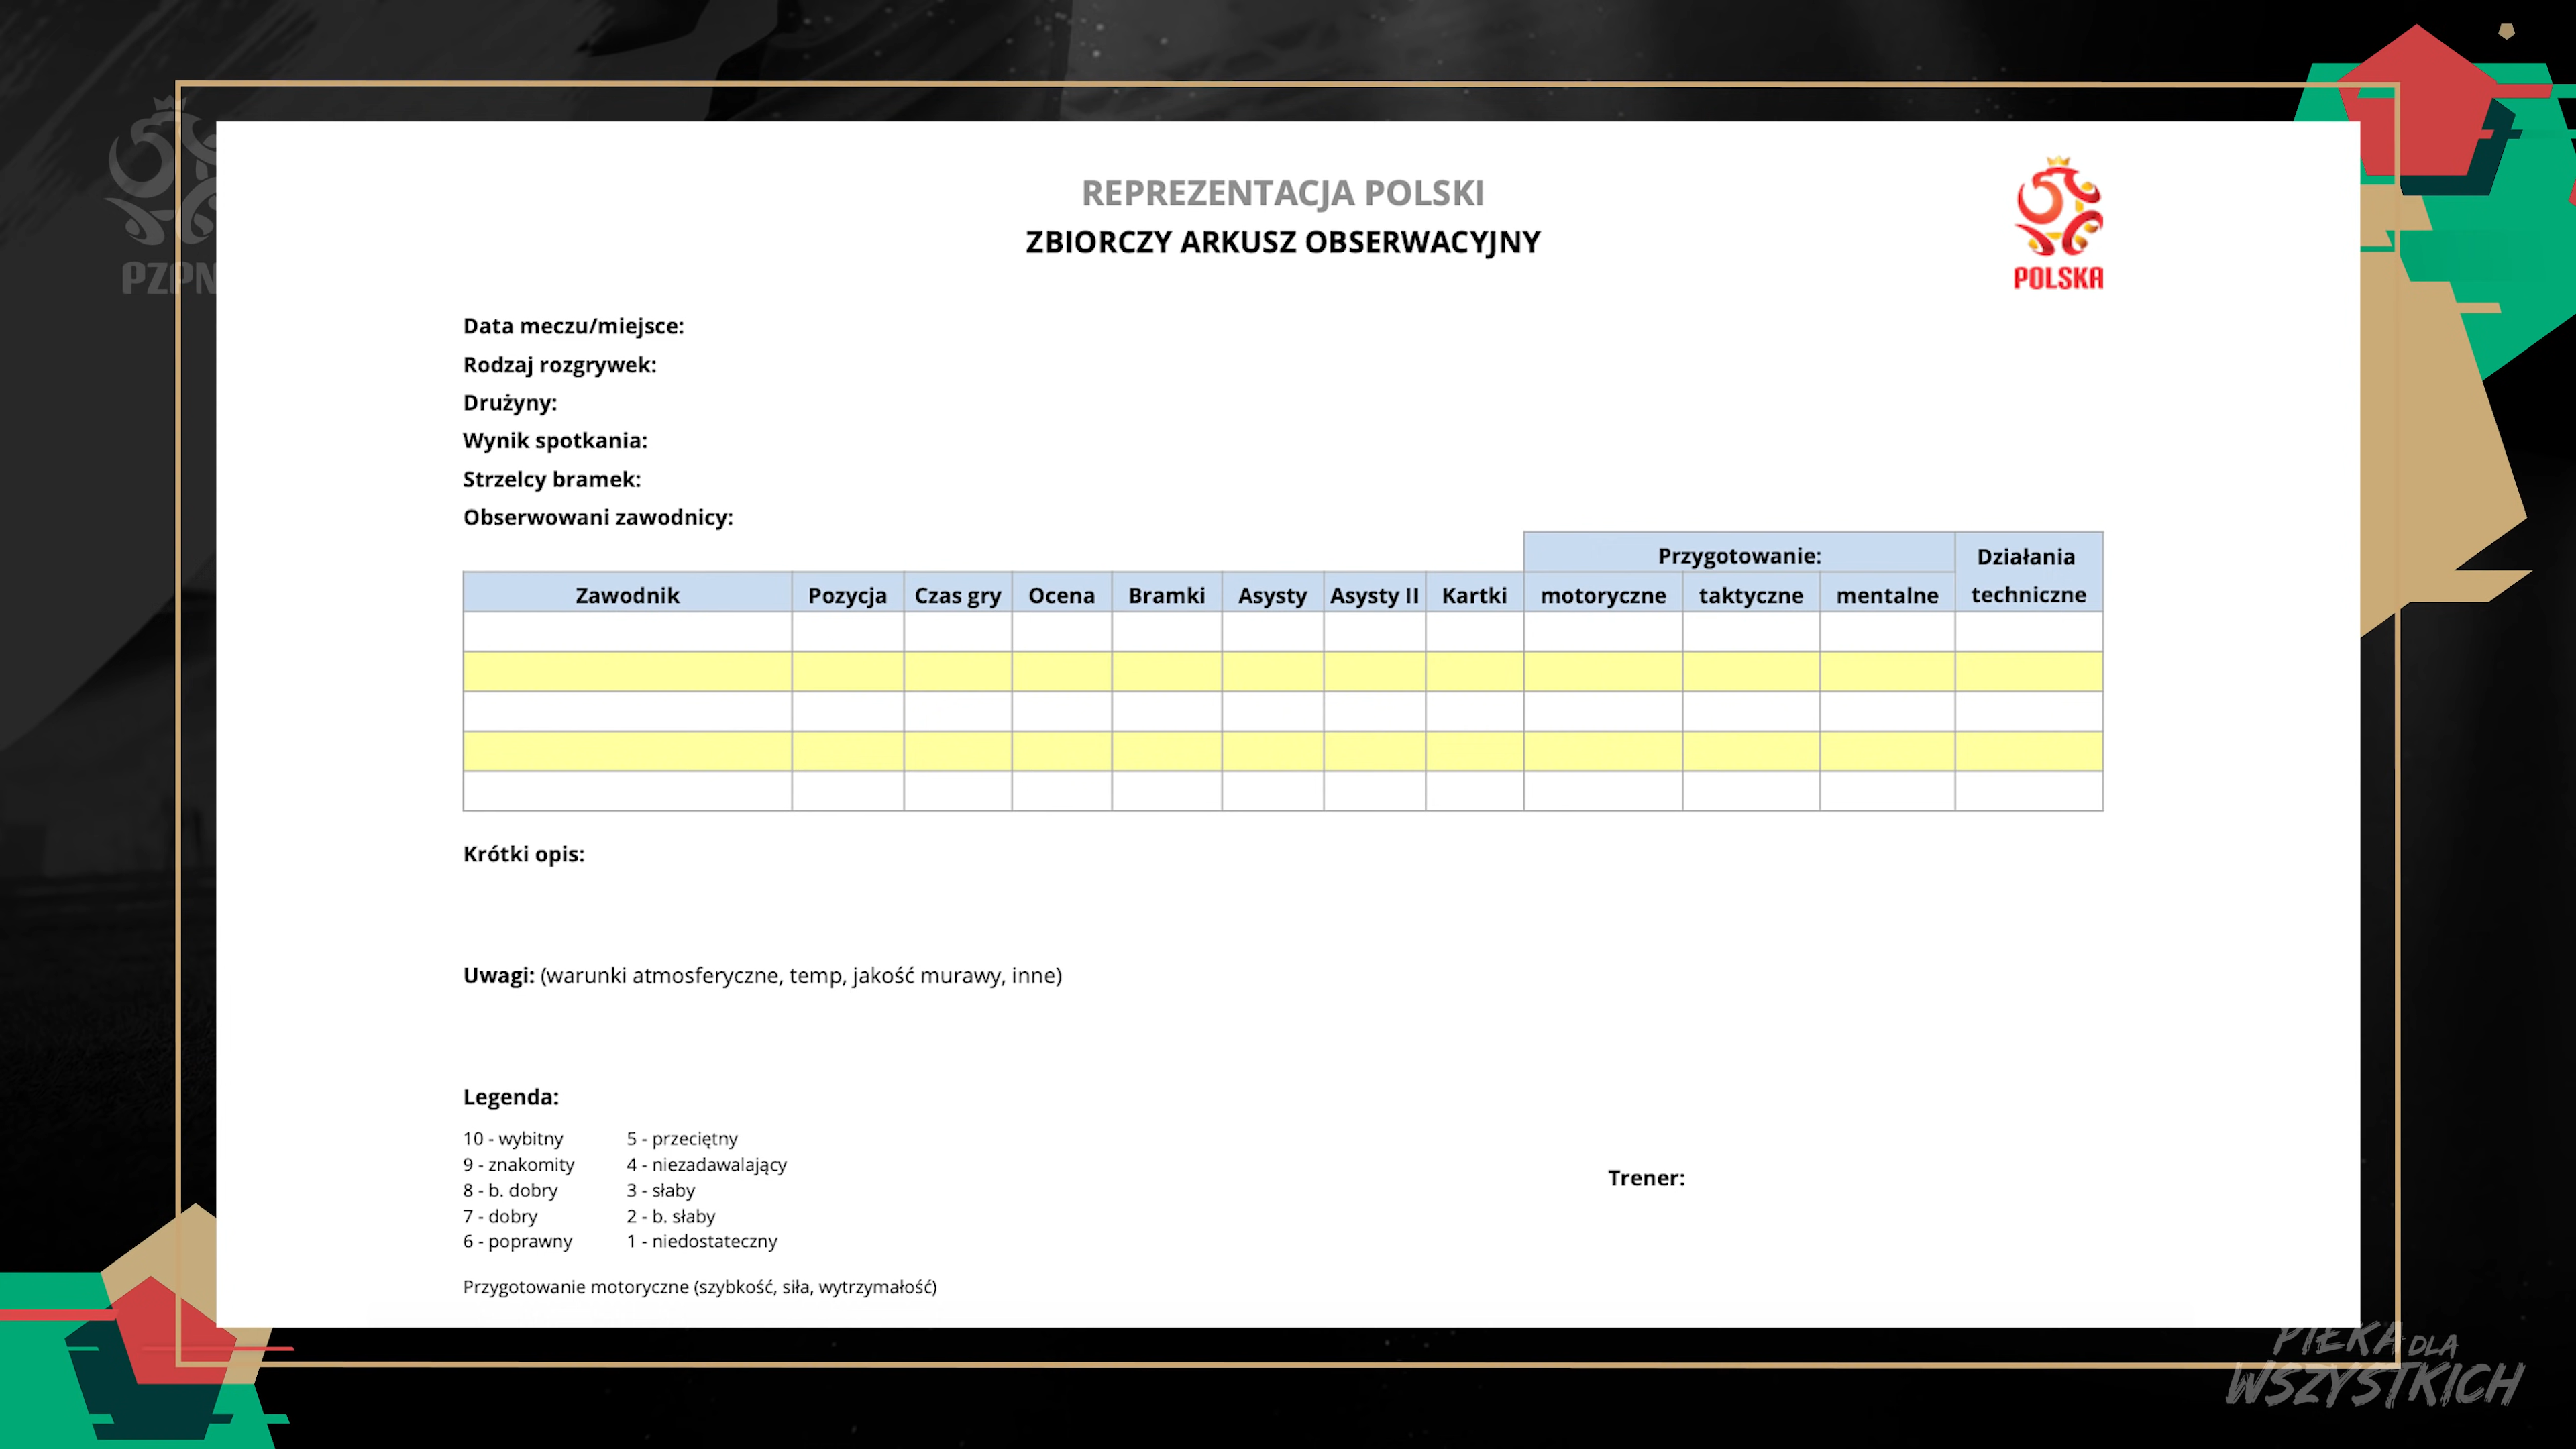 PZPN
REPREZENTACJA POLSKI
ZBIORCZY ARKUSZ OBSERWACYJNY
POLSKA
Data meczu/miejsce:
Rodzaj rozgrywek:
Drużyny:
Wynik spotkania:
Strzelcy bramek:
Obserwowani zawodnicy:
Przygotowanie: Działania
Zawodnik Pozycja Czas gry Ocena Bramki Asysty Asysty II Kartki motoryczne taktyczne mentalne techniczne
Krótki opis:
Uwagi: (warunki atmosferyczne, temp, jakość murawy, inne)
Legenda:
10 - wybitny 5 - przeciętny
9 - znakomity 4 - niezadawalający
8 - b. dobry 3 - słaby
7 - dobry 2 - b. słaby
6 - poprawny 1 - niedostateczny
Trener:
Przygotowanie motoryczne (szybkość, siła, wytrzymałość)
PIŁKA DLA
WSZYSTKICH